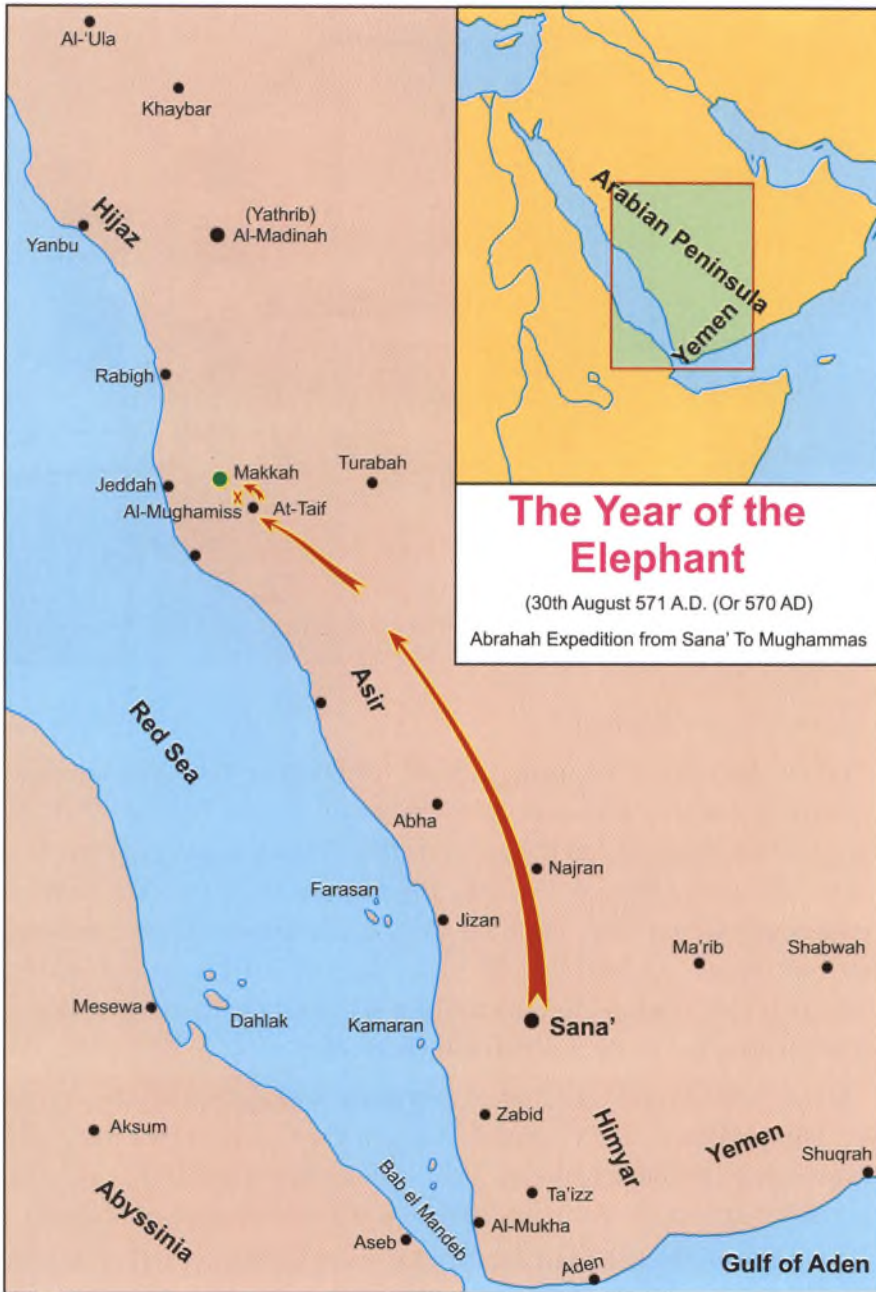 Al-'Ula
Khaybar
Hijaz
(Yathrib)
Al-Madinah
Yanbu
Rabigh
Makkah
Turabah
Jeddah
x
Al-Mughamiss
At-Taif
Asir
Red Sea
Abha
Najran
Farasan
Jizan
Ma'rib
Shabwah
Mesewa
Dahlak
Kamaran
Sana'
Zabid
Aksum
Himyar
Yemen
Shuqrah
Ta'izz
Bab el Mandeb
Al-Mukha
Abyssinia
Aseb
Aden
Gulf of Aden
Arabian Peninsula
Yemen
The Year of the
Elephant
(30th August 571 A.D. (Or 570 AD)
Abrahah Expedition from Sana' To Mughammas